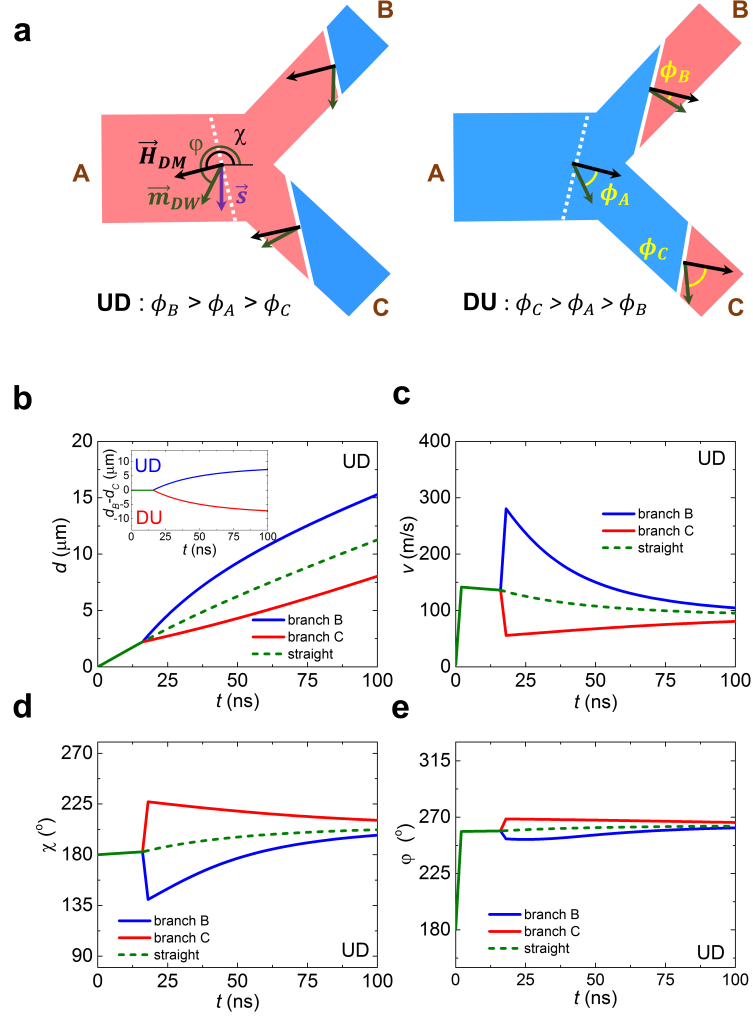 a
B
B
ϕ_B
A
H⃗_DM
φ
χ
m⃗_DW
s⃗
A
ϕ_A
ϕ_C
C
C
UD : ϕ_B > ϕ_A > ϕ_C
DU : ϕ_C > ϕ_A > ϕ_B
b
20
15
10
5
0
d (μm)
0 25 50 75 100
t (ns)
UD
branch B
branch C
straight
10
5
0
-5
-10
d_B-d_C (μm)
UD
DU
0 25 50 75 100
t (ns)
c
400
300
200
100
0
v (m/s)
0 25 50 75 100
t (ns)
UD
branch B
branch C
straight
d
270
225
180
135
90
χ (°)
0 25 50 75 100
t (ns)
branch B
branch C
straight
UD
e
315
270
225
180
φ (°)
0 25 50 75 100
t (ns)
branch B
branch C
straight
UD